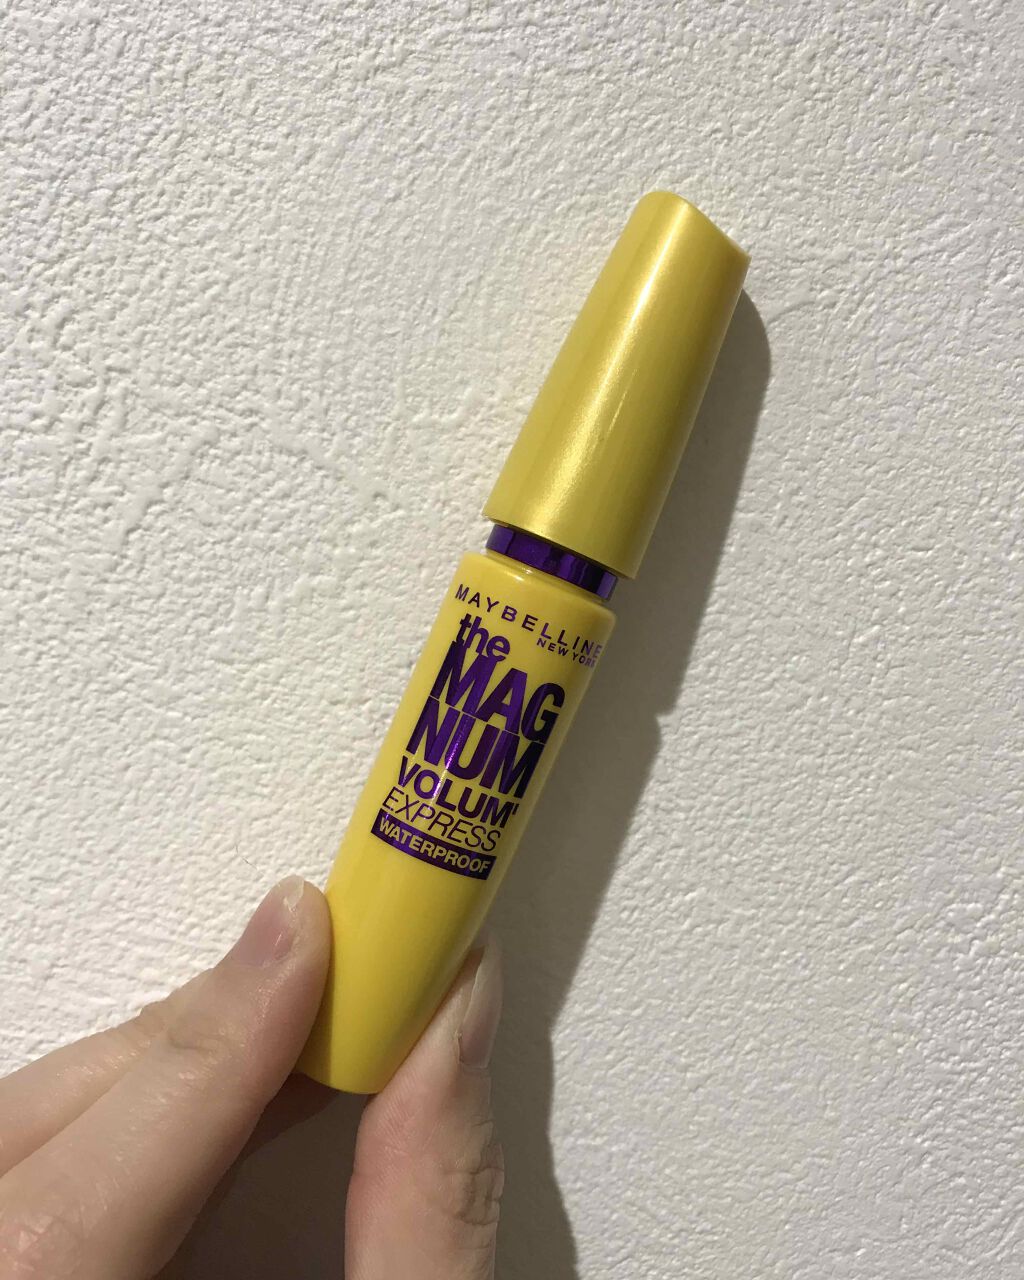 MAYBELLINE
NEW YORK
the
MAG
NUM
VOLUM'
EXPRESS
WATERPROOF